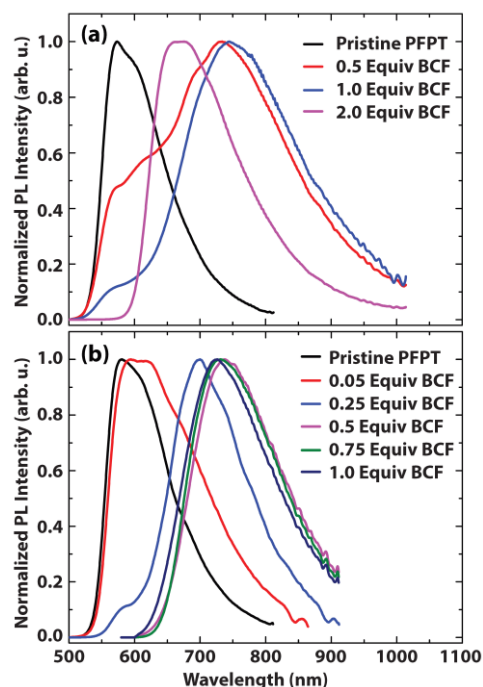 (a)
Pristine PFPT
0.5 Equiv BCF
1.0 Equiv BCF
2.0 Equiv BCF
Normalized PL Intensity (arb. u.)
1.0
0.8
0.6
0.4
0.2
0.0
(b)
Pristine PFPT
0.05 Equiv BCF
0.25 Equiv BCF
0.5 Equiv BCF
0.75 Equiv BCF
1.0 Equiv BCF
Normalized PL Intensity (arb. u.)
1.0
0.8
0.6
0.4
0.2
0.0
500 600 700 800 900 1000 1100
Wavelength (nm)